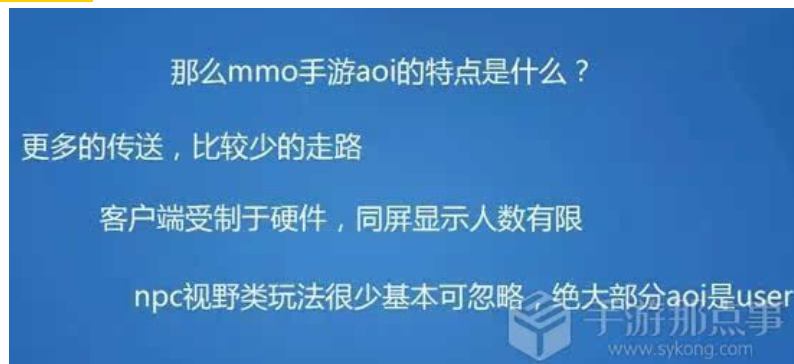 那么mmo手游aoi的特点是什么？
更多的传送，比较少的走路
客户端受制于硬件，同屏显示人数有限
npc视野类玩法很少基本可忽略，绝大部分aoi是user
手游那点事
www.sykong.com